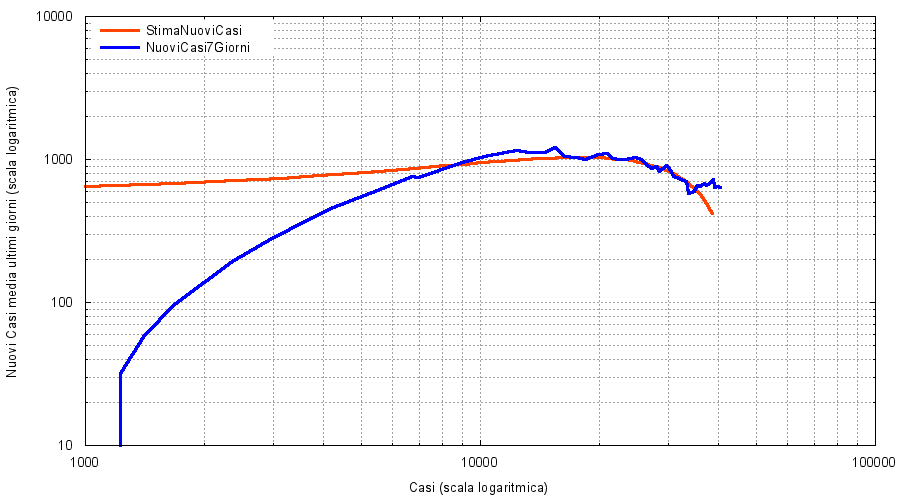 10000
StimaNuoviCasi
NuoviCasi7Giorni
1000
100
10
Nuovi Casi media ultimi giorni (scala logaritmica)
1000
10000
100000
Casi (scala logaritmica)